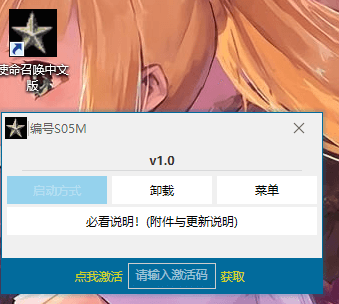 使命召唤中文
版
编号S05M
v1.0
启动方式 卸载 菜单
必看说明！(附件与更新说明)
点我激活 请输入激活码 获取